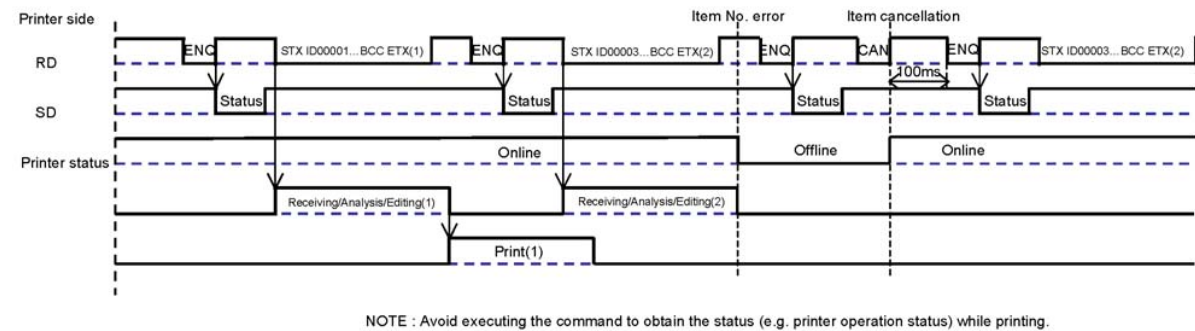 Printer side
Item No. error
Item cancellation
RD
ENQ
STX ID00001...BCC ETX(1)
ENQ
STX ID00003...BCC ETX(2)
ENQ
CAN
ENQ
STX ID00003...BCC ETX(2)
100ms
SD
Status
Status
Status
Status
Printer status
Online
Offline
Online
Receiving/Analysis/Editing(1)
Receiving/Analysis/Editing(2)
Print(1)
NOTE : Avoid executing the command to obtain the status (e.g. printer operation status) while printing.